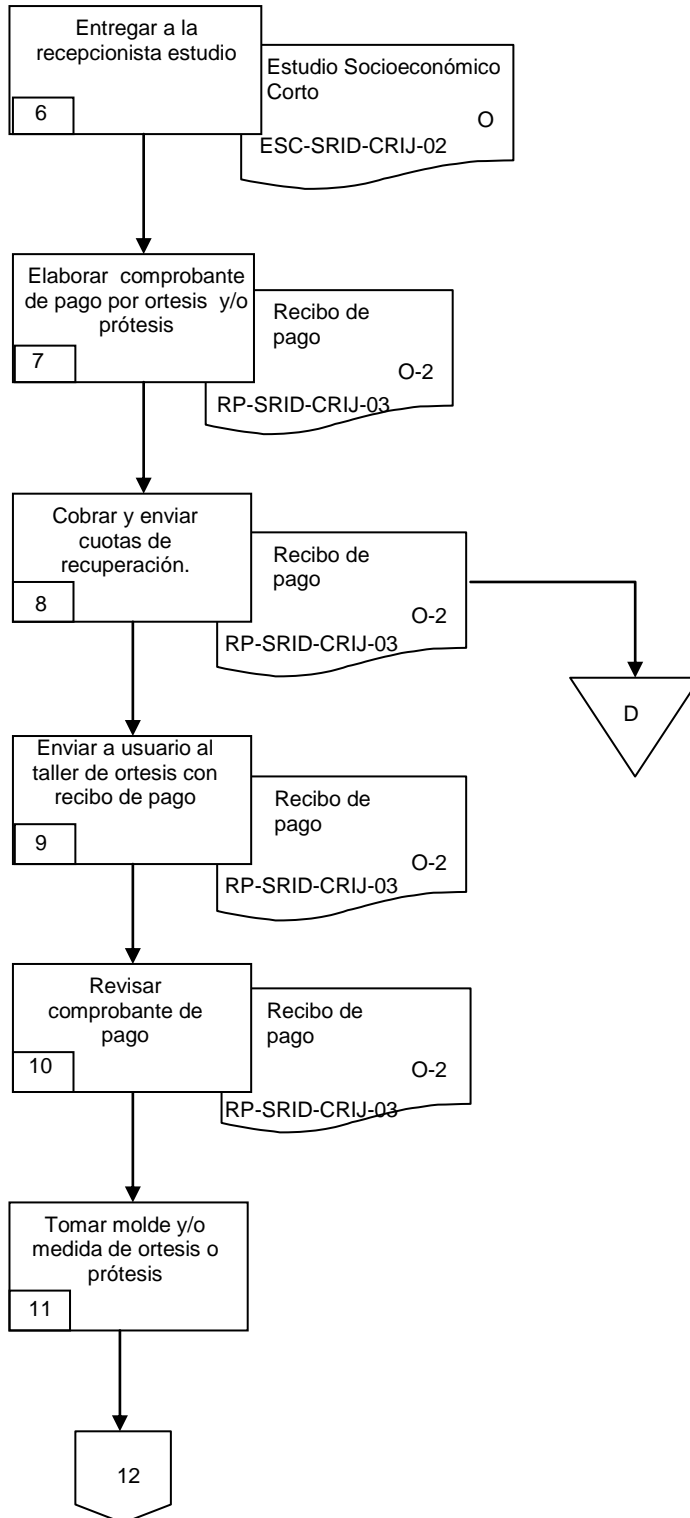 Entregar a la
recepcionista estudio
6
Estudio Socioeconómico
Corto
O
ESC-SRID-CRIJ-02
Elaborar comprobante
de pago por ortesis y/o
prótesis
7
Recibo de
pago
O-2
RP-SRID-CRIJ-03
Cobrar y enviar
cuotas de
recuperación.
8
Recibo de
pago
O-2
RP-SRID-CRIJ-03
D
Enviar a usuario al
taller de ortesis con
recibo de pago
9
Recibo de
pago
O-2
RP-SRID-CRIJ-03
Revisar
comprobante de
pago
10
Recibo de
pago
O-2
RP-SRID-CRIJ-03
Tomar molde y/o
medida de ortesis o
prótesis
11
12